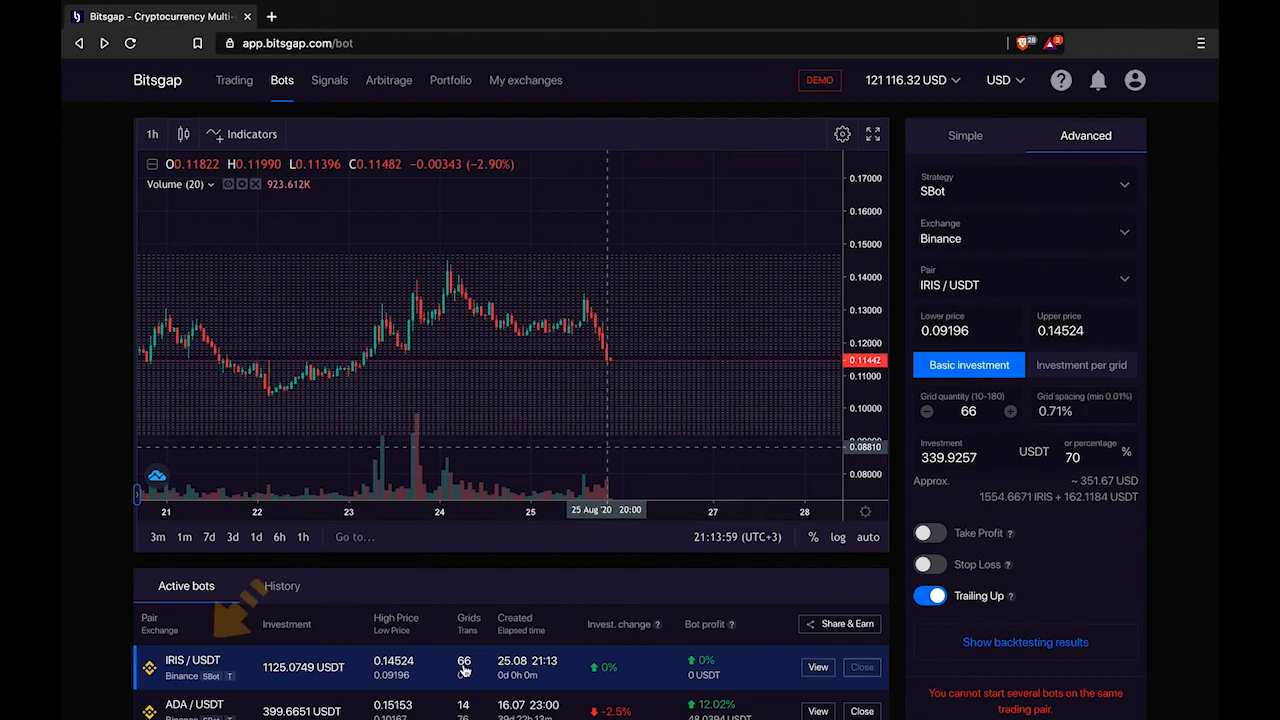 Bitsgap - Cryptocurrency Multi-
app.bitsgap.com/bot
28
3
Bitsgap Trading Bots Signals Arbitrage Portfolio My exchanges DEMO 121 116.32 USD USD
1h Indicators
O0.11822 H0.11990 L0.11396 C0.11482 −0.00343 (−2.90%)
Volume (20) 923.612K
0.17000
0.16000
0.15000
0.14000
0.13000
0.12000
0.11442
0.11000
0.10000
0.08810
0.08000
21 22 23 24 25 25 Aug '20 20:00 27 28
3m 1m 7d 3d 1d 6h 1h Go to... 21:13:59 (UTC+3) % log auto
Simple Advanced
Strategy
SBot
Exchange
Binance
Pair
IRIS / USDT
Lower price Upper price
0.09196 0.14524
Basic investment Investment per grid
Grid quantity (10-180) Grid spacing (min 0.01%)
66 0.71%
Investment or percentage
339.9257 USDT 70 %
Approx. ~ 351.67 USD
1554.6671 IRIS + 162.1184 USDT
Take Profit ?
Stop Loss ?
Trailing Up ?
Show backtesting results
You cannot start several bots on the same
trading pair.
Active bots History
Pair Investment High Price Grids Created Invest. change ? Bot profit ? Share & Earn
Exchange Low Price Trans Elapsed time
IRIS / USDT 1125.0749 USDT 0.14524 66 25.08 21:13 0% 0% View Close
Binance SBot T 0.09196 0d 0h 0m 0 USDT
ADA / USDT 399.6651 USDT 0.15153 14 16.07 23:00 -2.5% 12.02% View Close